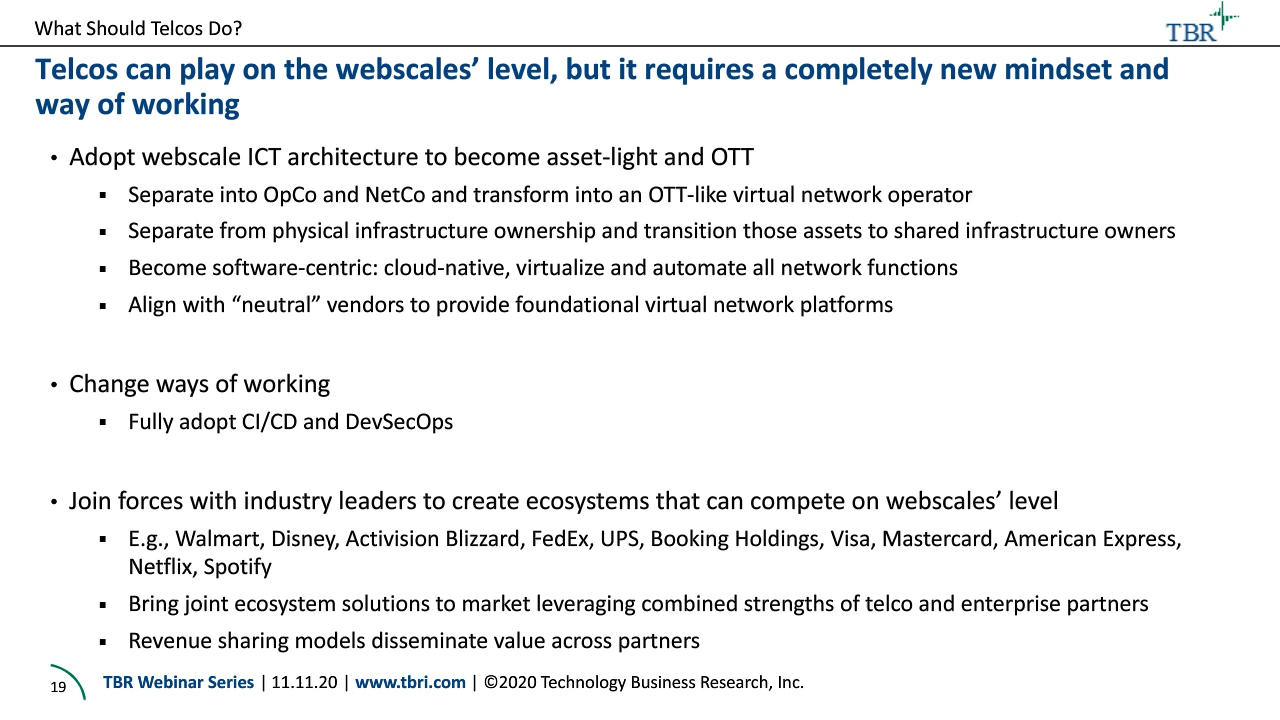 What Should Telcos Do?
TBR
Telcos can play on the webscales’ level, but it requires a completely new mindset and
way of working
• Adopt webscale ICT architecture to become asset-light and OTT
▪ Separate into OpCo and NetCo and transform into an OTT-like virtual network operator
▪ Separate from physical infrastructure ownership and transition those assets to shared infrastructure owners
▪ Become software-centric: cloud-native, virtualize and automate all network functions
▪ Align with “neutral” vendors to provide foundational virtual network platforms
• Change ways of working
▪ Fully adopt CI/CD and DevSecOps
• Join forces with industry leaders to create ecosystems that can compete on webscales’ level
▪ E.g., Walmart, Disney, Activision Blizzard, FedEx, UPS, Booking Holdings, Visa, Mastercard, American Express,
Netflix, Spotify
▪ Bring joint ecosystem solutions to market leveraging combined strengths of telco and enterprise partners
▪ Revenue sharing models disseminate value across partners
19 TBR Webinar Series | 11.11.20 | www.tbri.com | ©2020 Technology Business Research, Inc.